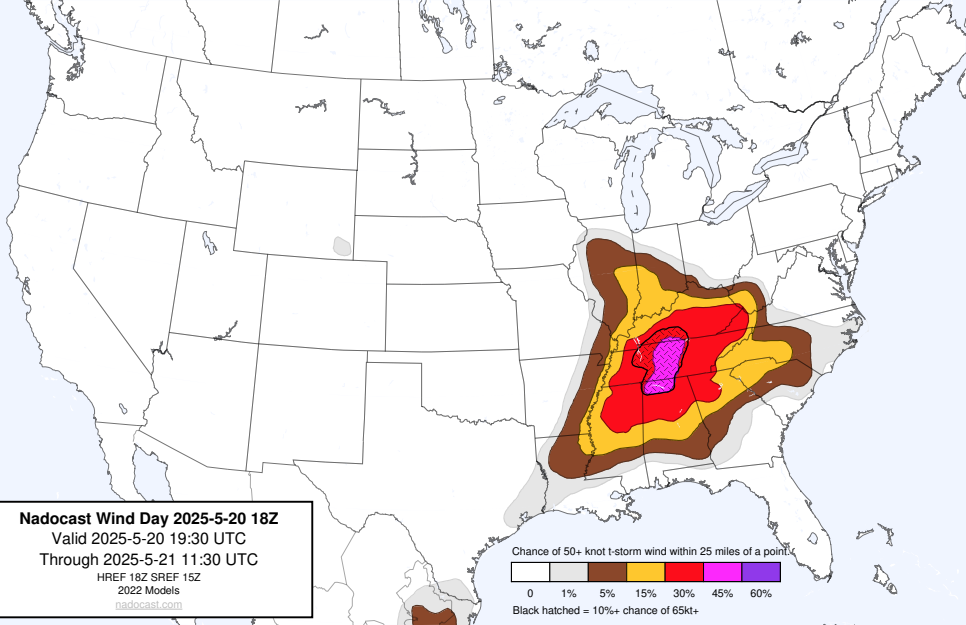 Nadocast Wind Day 2025-5-20 18Z
Valid 2025-5-20 19:30 UTC
Through 2025-5-21 11:30 UTC
HREF 18Z SREF 15Z
2022 Models
nadocast.com
Chance of 50+ knot t-storm wind within 25 miles of a point.
0 1% 5% 15% 30% 45% 60%
Black hatched = 10%+ chance of 65kt+